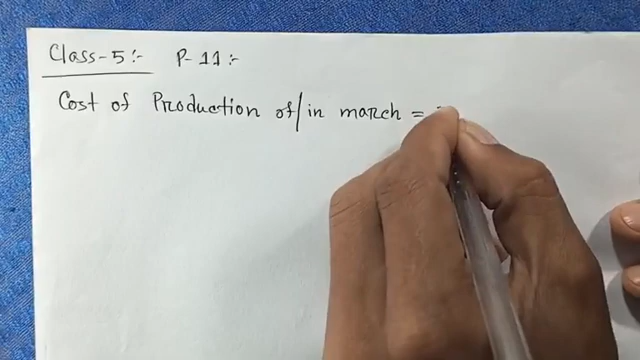 Class-5:- P-11:-
Cost of Production of/in march =